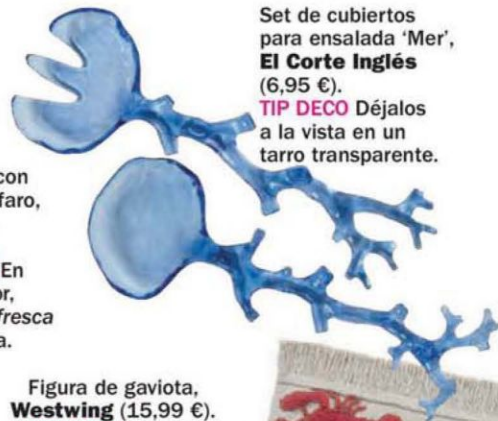 Set de cubiertos
para ensalada ‘Mer’,
El Corte Inglés
(6,95 €).
TIP DECO Déjalos
a la vista en un
tarro transparente.
con
faro,
En
or,
fresca
a.
Figura de gaviota,
Westwing (15,99 €).